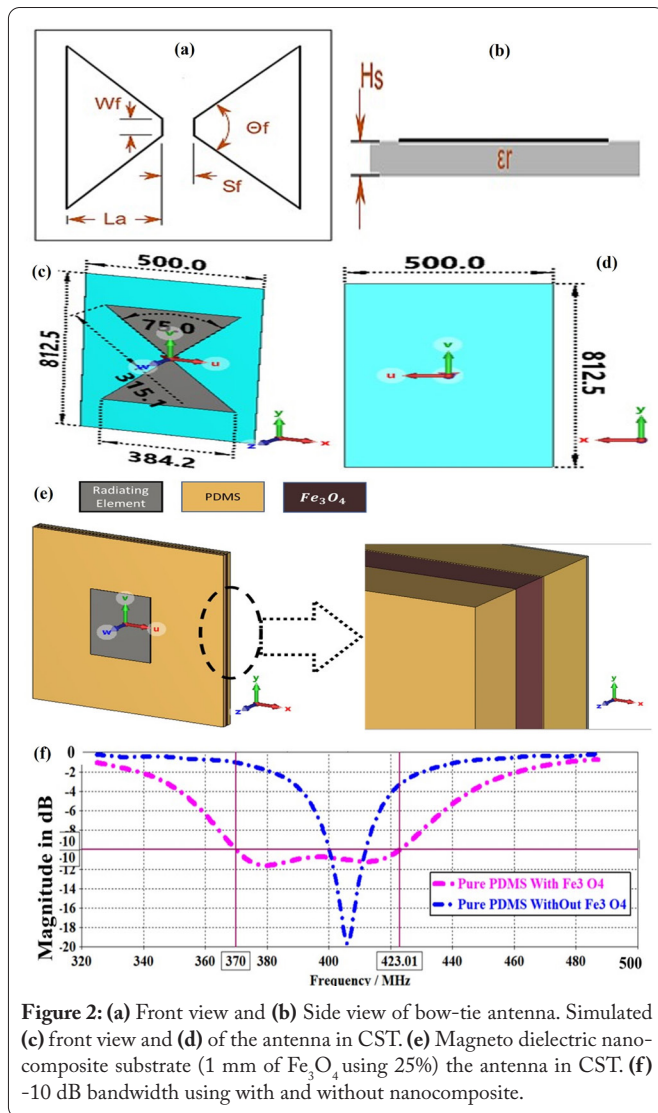 (a)
(b)
Wf
Θf
Sf
La
Hs
εr
(c)
500.0
812.5
75.0
315.1
384.2
v
w
u
y
z
x
(d)
500.0
812.5
v
u
y
x
(e)
Radiating Element
PDMS
Fe₃O₄
v
w
u
y
z
x
y
z
x
(f)
Magnitude in dB
0
-2
-4
-6
-8
-10
10
-12
-14
-16
-18
-20
320
370
380
400
423.01
440
460
480
500
Frequency / MHz
Pure PDMS With Fe3 O4
Pure PDMS WithOut Fe3 O4
Figure 2: (a) Front view and (b) Side view of bow-tie antenna. Simulated
(c) front view and (d) of the antenna in CST. (e) Magneto dielectric nano-
composite substrate (1 mm of Fe₃O₄ using 25%) the antenna in CST. (f)
-10 dB bandwidth using with and without nanocomposite.